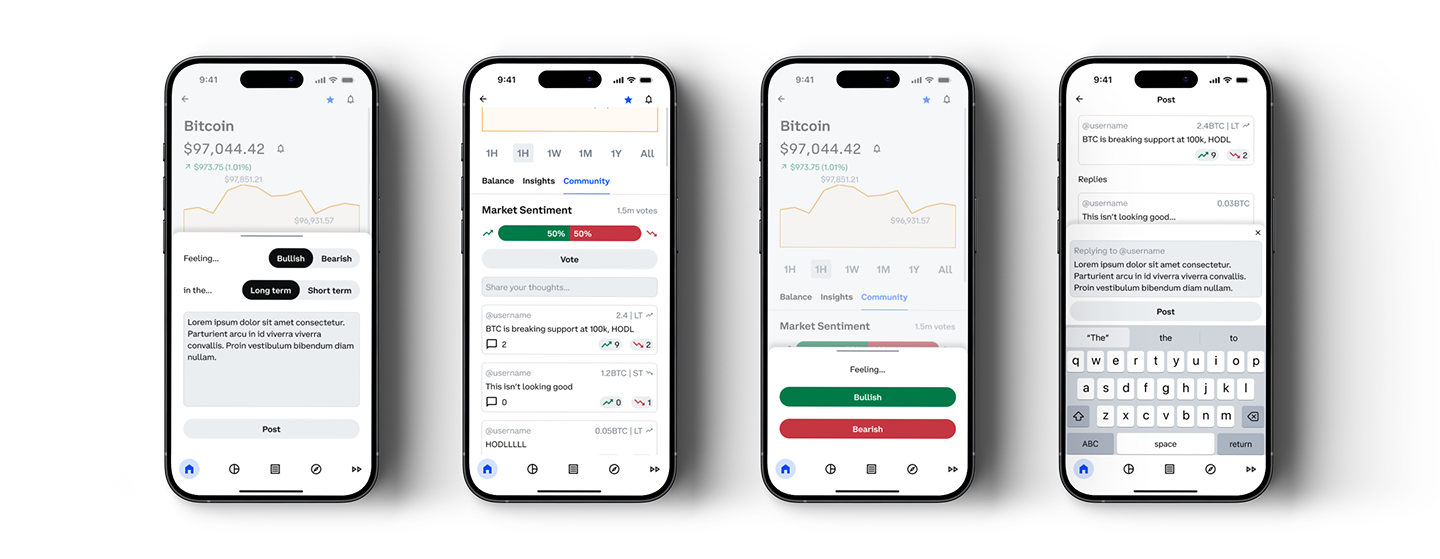 9:41
Bitcoin
$97,044.42
$973.75 (1.01%)
$97,851.21
$96,931.57
Feeling...
Bullish Bearish
in the...
Long term Short term
Lorem ipsum dolor sit amet consectetur.
Parturient arcu in id viverra viverra
convallis. Proin vestibulum bibendum diam
nullam.
Post
9:41
1H 1H 1W 1M 1Y All
Balance Insights Community
Market Sentiment 1.5m votes
50% 50%
Vote
Share your thoughts...
@username 2.4 | LT
BTC is breaking support at 100k, HODL
2 9 2
@username 1.2BTC | ST
This isn't looking good
0 0 1
@username 0.05BTC | LT
HODLLLLL
9:41
Bitcoin
$97,044.42
$973.75 (1.01%)
$97,851.21
$96,931.57
1H 1H 1W 1M 1Y All
Balance Insights Community
Market Sentiment 1.5m votes
Feeling...
Bullish
Bearish
9:41
Post
@username 2.4BTC | LT
BTC is breaking support at 100k, HODL
9 2
Replies
@username 0.03BTC
This isn't looking good...
×
Replying to @username
Lorem ipsum dolor sit amet consectetur.
Parturient arcu in id viverra viverra convallis.
Proin vestibulum bibendum diam nullam.
Post
"The" the to
q w e r t y u i o p
a s d f g h j k l
z x c v b n m
ABC space return